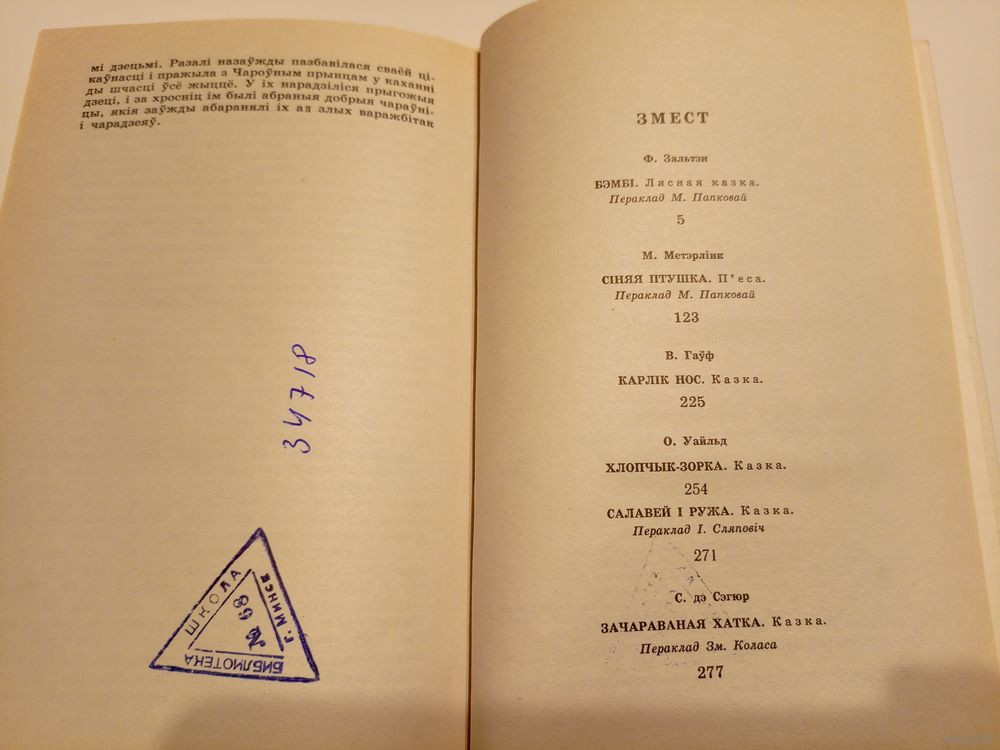 мі дзецьмі. Разалі назаўжды пазбавілася сваёй ці-
каўнасці і пражыла з Чароўным прынцам у каханні
ды шчасці ўсё жыццё. У іх нарадзіліся прыгожыя
дзеці, і за хросніц ім былі абраныя добрыя чараўні-
цы, якія заўжды абаранялі іх ад злых варажбітак
і чарадзеяў.
34718
ШКОЛА
№ 68
г. МИНСК
БИБЛИОТЕКА
ЗМЕСТ
Ф. Зальтэн
БЭМБІ. Лясная казка.
Пераклад М. Папковай
5
М. Метэрлінк
СІНЯЯ ПТУШКА. П’еса.
Пераклад М. Папковай
123
В. Гаўф
КАРЛІК НОС. Казка.
225
О. Уайльд
ХЛОПЧЫК-ЗОРКА. Казка.
254
САЛАВЕЙ І РУЖА. Казка.
Пераклад І. Сляповіч
271
С. дэ Сэгюр
ЗАЧАРАВАНАЯ ХАТКА. Казка.
Пераклад Зм. Коласа
277